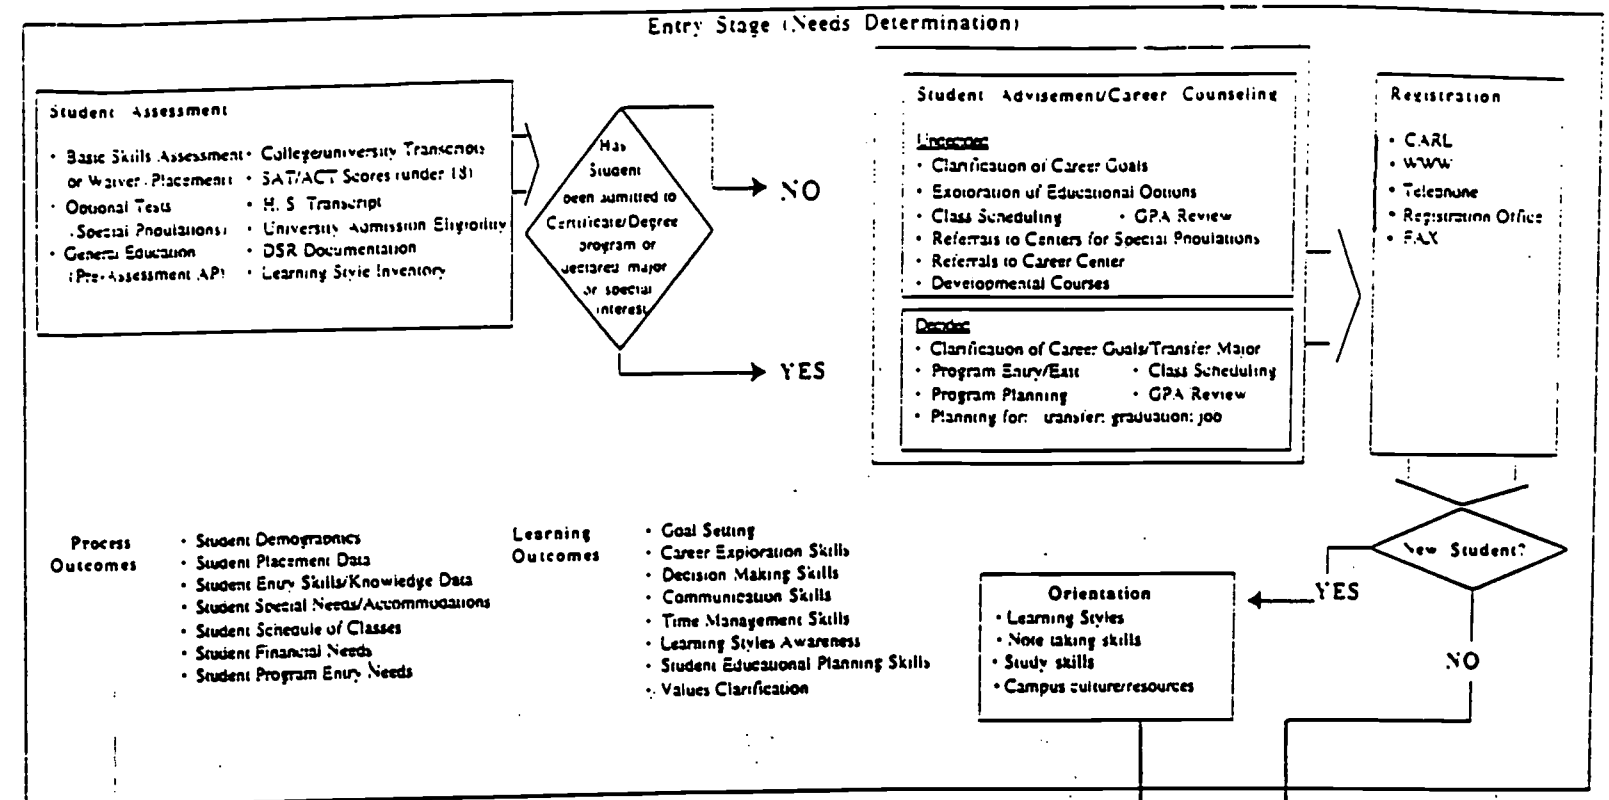 Entry Stage (Needs Determination)
Student Assessment
• Basic Skills Assessment
or Waiver (Placement)
• Optional Tests
(Special Populations)
• General Education
(Pre-Assessment AP)
• College/university Transcripts
• SAT/ACT Scores (under 18)
• H. S. Transcript
• University Admission Eligibility
• DSR Documentation
• Learning Style Inventory
Has
Student
been admitted to
Certificate/Degree
program or
declared major
or special
interest
NO
YES
Student Advisement/Career Counseling
Undecided
• Clarification of Career Goals
• Exploration of Educational Options
• Class Scheduling • GPA Review
• Referrals to Centers for Special Populations
• Referrals to Career Center
• Developmental Courses
Decided
• Clarification of Career Goals/Transfer Major
• Program Entry/Exit • Class Scheduling
• Program Planning • GPA Review
• Planning for: transfer; graduation; job
Registration
• CARL
• WWW
• Telephone
• Registration Office
• FAX
New Student?
YES
NO
Orientation
• Learning Styles
• Note taking skills
• Study skills
• Campus culture/resources
Process
Outcomes
• Student Demographics
• Student Placement Data
• Student Entry Skills/Knowledge Data
• Student Special Needs/Accommodations
• Student Schedule of Classes
• Student Financial Needs
• Student Program Entry Needs
Learning
Outcomes
• Goal Setting
• Career Exploration Skills
• Decision Making Skills
• Communication Skills
• Time Management Skills
• Learning Styles Awareness
• Student Educational Planning Skills
• Values Clarification